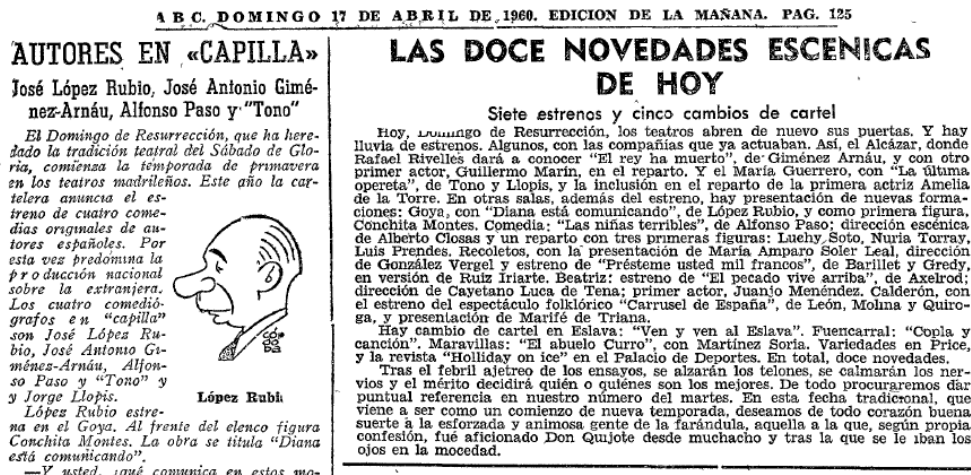 ABC. DOMINGO 17 DE ABRIL DE 1960. EDICION DE LA MAÑANA. PAG. 125
AUTORES EN «CAPILLA»
José López Rubio, José Antonio Gimé-
nez-Arnáu, Alfonso Paso y "Tono"
El Domingo de Resurrección, que ha here-
dado la tradición teatral del Sábado de Glo-
ria, comienza la temporada de primavera
en los teatros madrileños. Este año la car-
telera anuncia el es-
treno de cuatro come-
dias originales de au-
tores españoles. Por
esta vez predomina la
producción nacional
sobre la extranjera.
Los cuatro comedió-
grafos en "capilla"
son José López Ru-
bio, José Antonio Gi-
ménez-Arnáu, Alfon-
so Paso y "Tono" y
y Jorge Llopis.
López Rubio estre-
na en el Goya. Al frente del elenco figura
Conchita Montes. La obra se titula "Diana
está comunicando".
—Y usted, ¿qué comunica en estos mo-
CÓRDOBA
López Rubi
LAS DOCE NOVEDADES ESCENICAS
DE HOY
Siete estrenos y cinco cambios de cartel
Hoy, Domingo de Resurrección, los teatros abren de nuevo sus puertas. Y hay
lluvia de estrenos. Algunos, con las compañías que ya actuaban. Así, el Alcázar, donde
Rafael Rivelles dará a conocer "El rey ha muerto", de Giménez Arnáu, y con otro
primer actor, Guillermo Marín, en el reparto. Y el María Guerrero, con "La última
opereta", de Tono y Llopis, y la inclusión en el reparto de la primera actriz Amelia
de la Torre. En otras salas, además del estreno, hay presentación de nuevas forma-
ciones: Goya, con "Diana está comunicando", de López Rubio, y como primera figura,
Conchita Montes. Comedia: "Las niñas terribles", de Alfonso Paso; dirección escénica
de Alberto Closas y un reparto con tres primeras figuras: Luchy Soto, Nuria Torray,
Luis Prendes. Recoletos, con la presentación de María Amparo Soler Leal, dirección
de González Vergel y estreno de "Présteme usted mil francos", de Barillet y Gredy,
en versión de Ruiz Iriarte. Beatriz: estreno de "El pecado vive arriba", de Axelrod;
dirección de Cayetano Luca de Tena; primer actor, Juanjo Menéndez. Calderón, con
el estreno del espectáculo folklórico "Carrusel de España", de León, Molina y Quiro-
ga, y presentación de Marifé de Triana.
Hay cambio de cartel en Eslava: "Ven y ven al Eslava". Fuencarral: "Copla y
canción". Maravillas: "El abuelo Curro", con Martínez Soria. Variedades en Price,
y la revista "Holliday on ice" en el Palacio de Deportes. En total, doce novedades.
Tras el febril ajetreo de los ensayos, se alzarán los telones, se calmarán los ner-
vios y el mérito decidirá quién o quiénes son los mejores. De todo procuraremos dar
puntual referencia en nuestro número del martes. En esta fecha tradicional, que
viene a ser como un comienzo de nueva temporada, deseamos de todo corazón buena
suerte a la esforzada y animosa gente de la farándula, aquella a la que, según propia
confesión, fué aficionado Don Quijote desde muchacho y tras la que se le iban los
ojos en la mocedad.